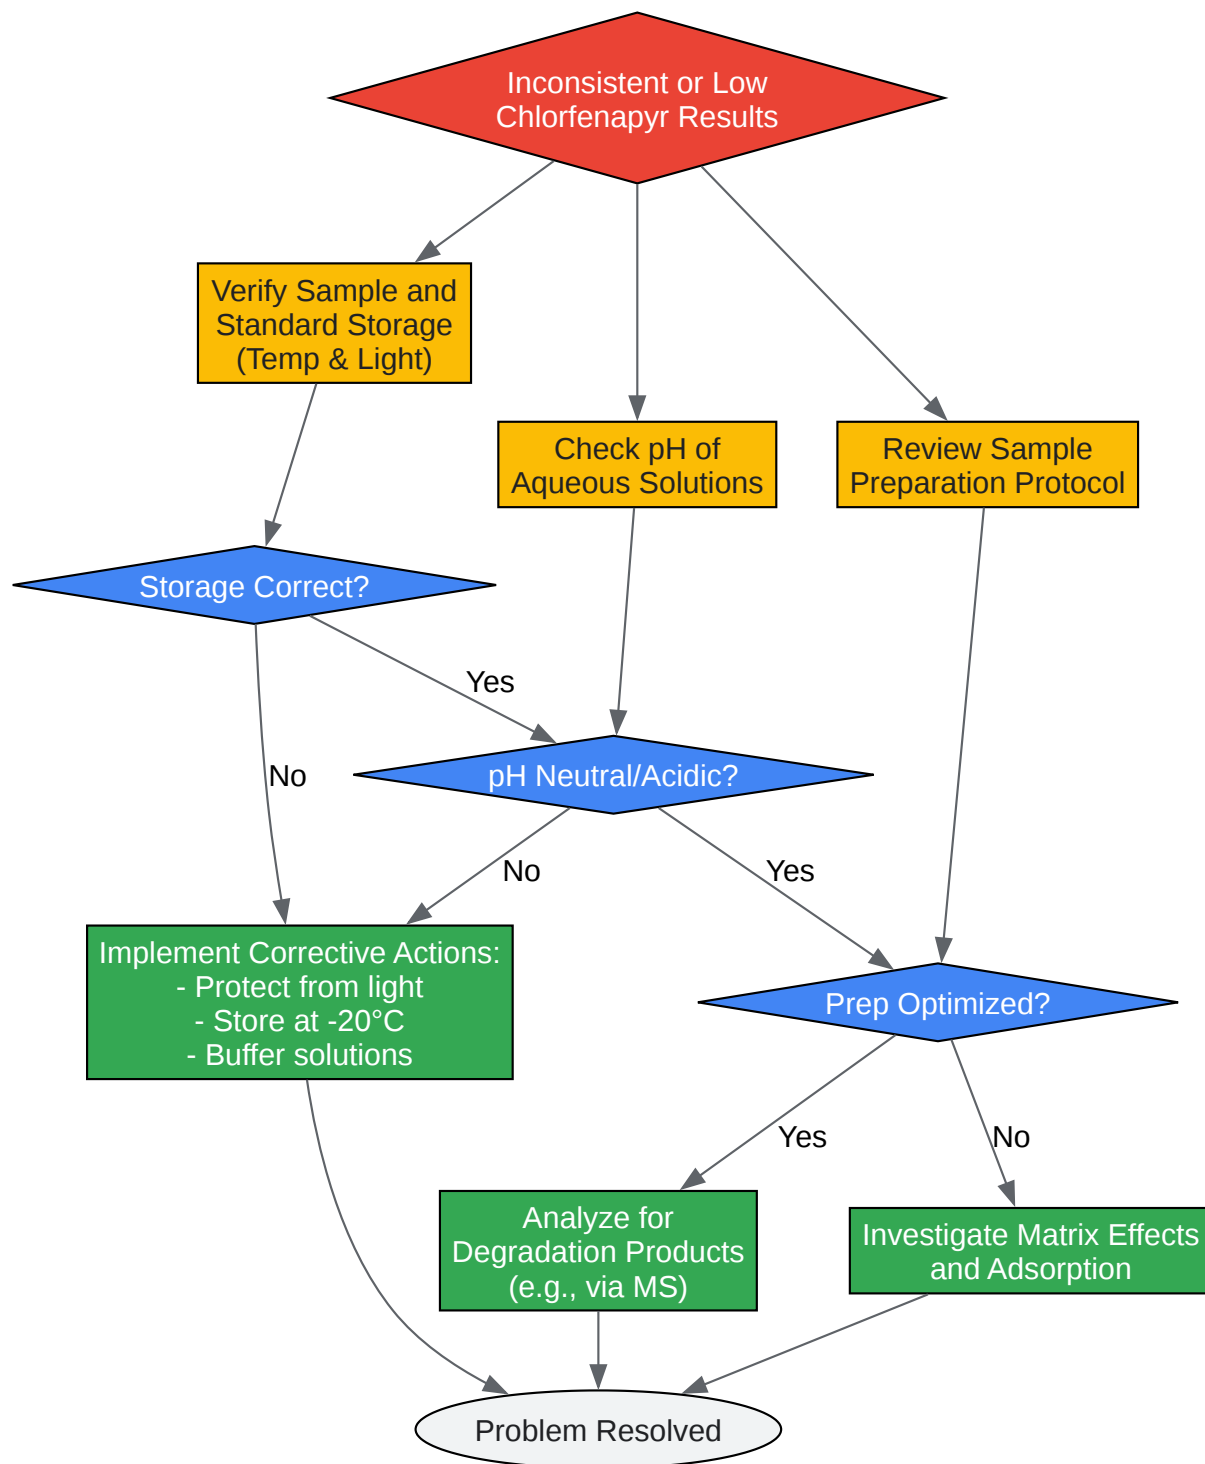 Inconsistent or Low
Chlorfenapyr Results
Verify Sample and
Standard Storage
(Temp & Light)
Check pH of
Aqueous Solutions
Review Sample
Preparation Protocol
Storage Correct?
Yes
No
pH Neutral/Acidic?
No
Yes
Implement Corrective Actions:
- Protect from light
- Store at -20°C
- Buffer solutions
Prep Optimized?
Yes
No
Analyze for
Degradation Products
(e.g., via MS)
Investigate Matrix Effects
and Adsorption
Problem Resolved